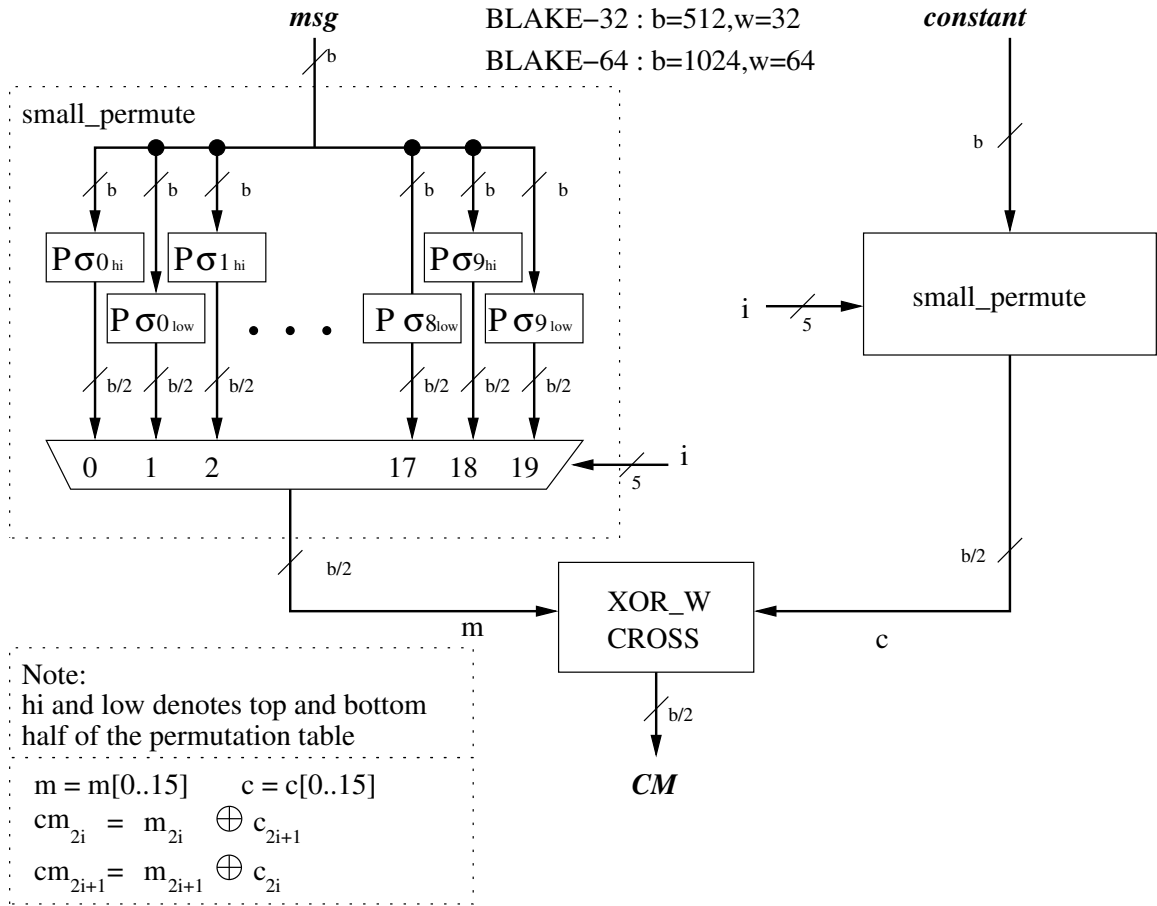 msg
BLAKE−32 : b=512,w=32
constant
BLAKE−64 : b=1024,w=64
b
small_permute
b
b b b b b b
Pσ0hi Pσ1hi Pσ9hi
Pσ0low • • • Pσ8low Pσ9low
i
5
small_permute
b/2 b/2 b/2 b/2 b/2 b/2
0 1 2 17 18 19
i
5
b/2
b/2
XOR_W
CROSS
m
c
b/2
CM
Note:
hi and low denotes top and bottom
half of the permutation table
m = m[0..15] c = c[0..15]
cm2i = m2i ⊕ c2i+1
cm2i+1= m2i+1 ⊕ c2i